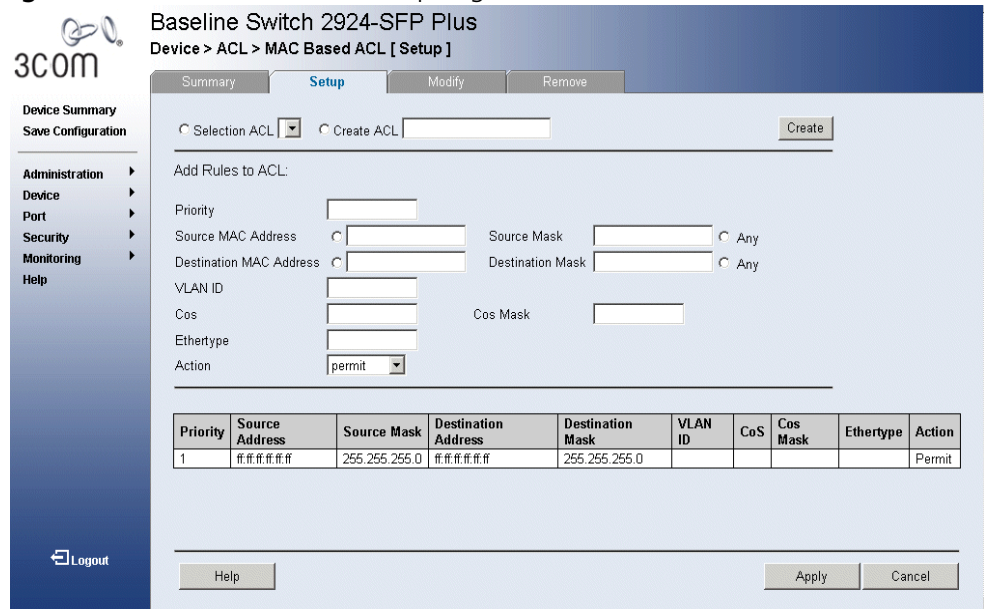 Baseline Switch 2924-SFP Plus
Device > ACL > MAC Based ACL [ Setup ]
3COM
Summary Setup Modify Remove
Device Summary
Save Configuration
Administration
Device
Port
Security
Monitoring
Help
Logout
Selection ACL Create ACL Create
Add Rules to ACL:
Priority
Source MAC Address Source Mask Any
Destination MAC Address Destination Mask Any
VLAN ID
Cos Cos Mask
Ethertype
Action permit
Priority Source Address Source Mask Destination Address Destination Mask VLAN ID CoS Cos Mask Ethertype Action
1 ff:ff:ff:ff:ff:ff 255.255.255.0 ff:ff:ff:ff:ff:ff 255.255.255.0 Permit
Help Apply Cancel